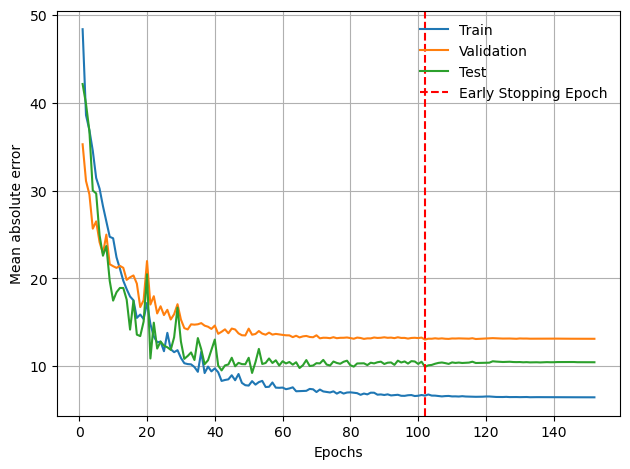 50
40
30
20
10
0
20
40
60
80
100
120
140
Mean absolute error
Epochs
Train
Validation
Test
Early Stopping Epoch